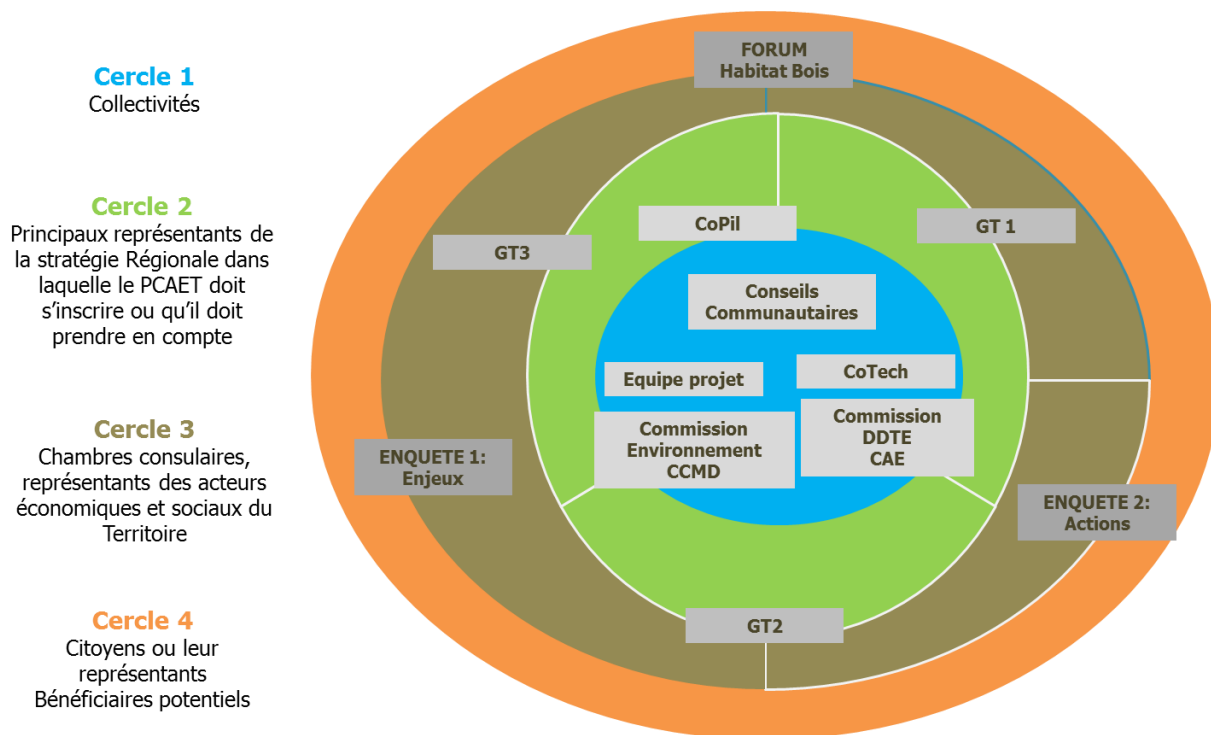 Cercle 1
Collectivités
Cercle 2
Principaux représentants de
la stratégie Régionale dans
laquelle le PCAET doit
s’inscrire ou qu’il doit
prendre en compte
Cercle 3
Chambres consulaires,
représentants des acteurs
économiques et sociaux du
Territoire
Cercle 4
Citoyens ou leur
représentants
Bénéficiaires potentiels
FORUM
Habitat Bois
CoPil
GT 1
GT3
Conseils
Communautaires
Equipe projet
CoTech
Commission
Environnement
CCMD
Commission
DDTE
CAE
ENQUETE 1:
Enjeux
ENQUETE 2:
Actions
GT2